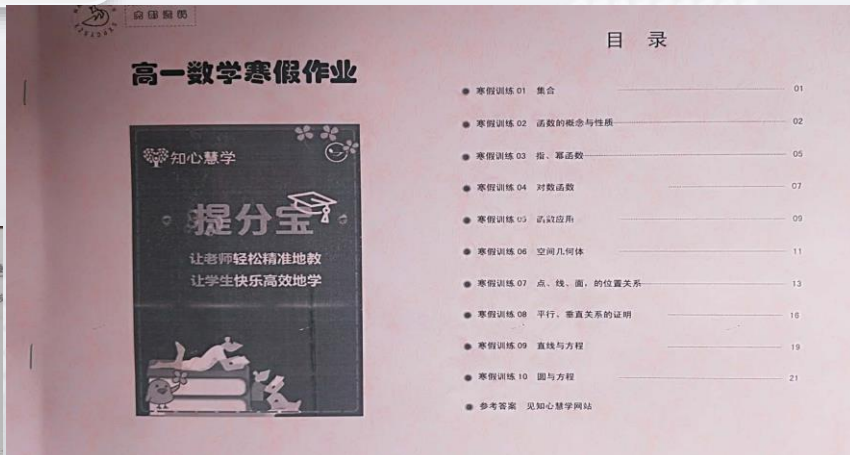 内部资料
高一数学寒假作业
知心慧学
提分宝
让老师轻松精准地教
让学生快乐高效地学
目 录
寒假训练 01 集合 01
寒假训练 02 函数的概念与性质 02
寒假训练 03 指、幂函数 05
寒假训练 04 对数函数 07
寒假训练 05 函数应用 09
寒假训练 06 空间几何体 11
寒假训练 07 点、线、面,的位置关系 13
寒假训练 08 平行、垂直关系的证明 16
寒假训练 09 直线与方程 19
寒假训练 10 圆与方程 21
参考答案 见知心慧学网站